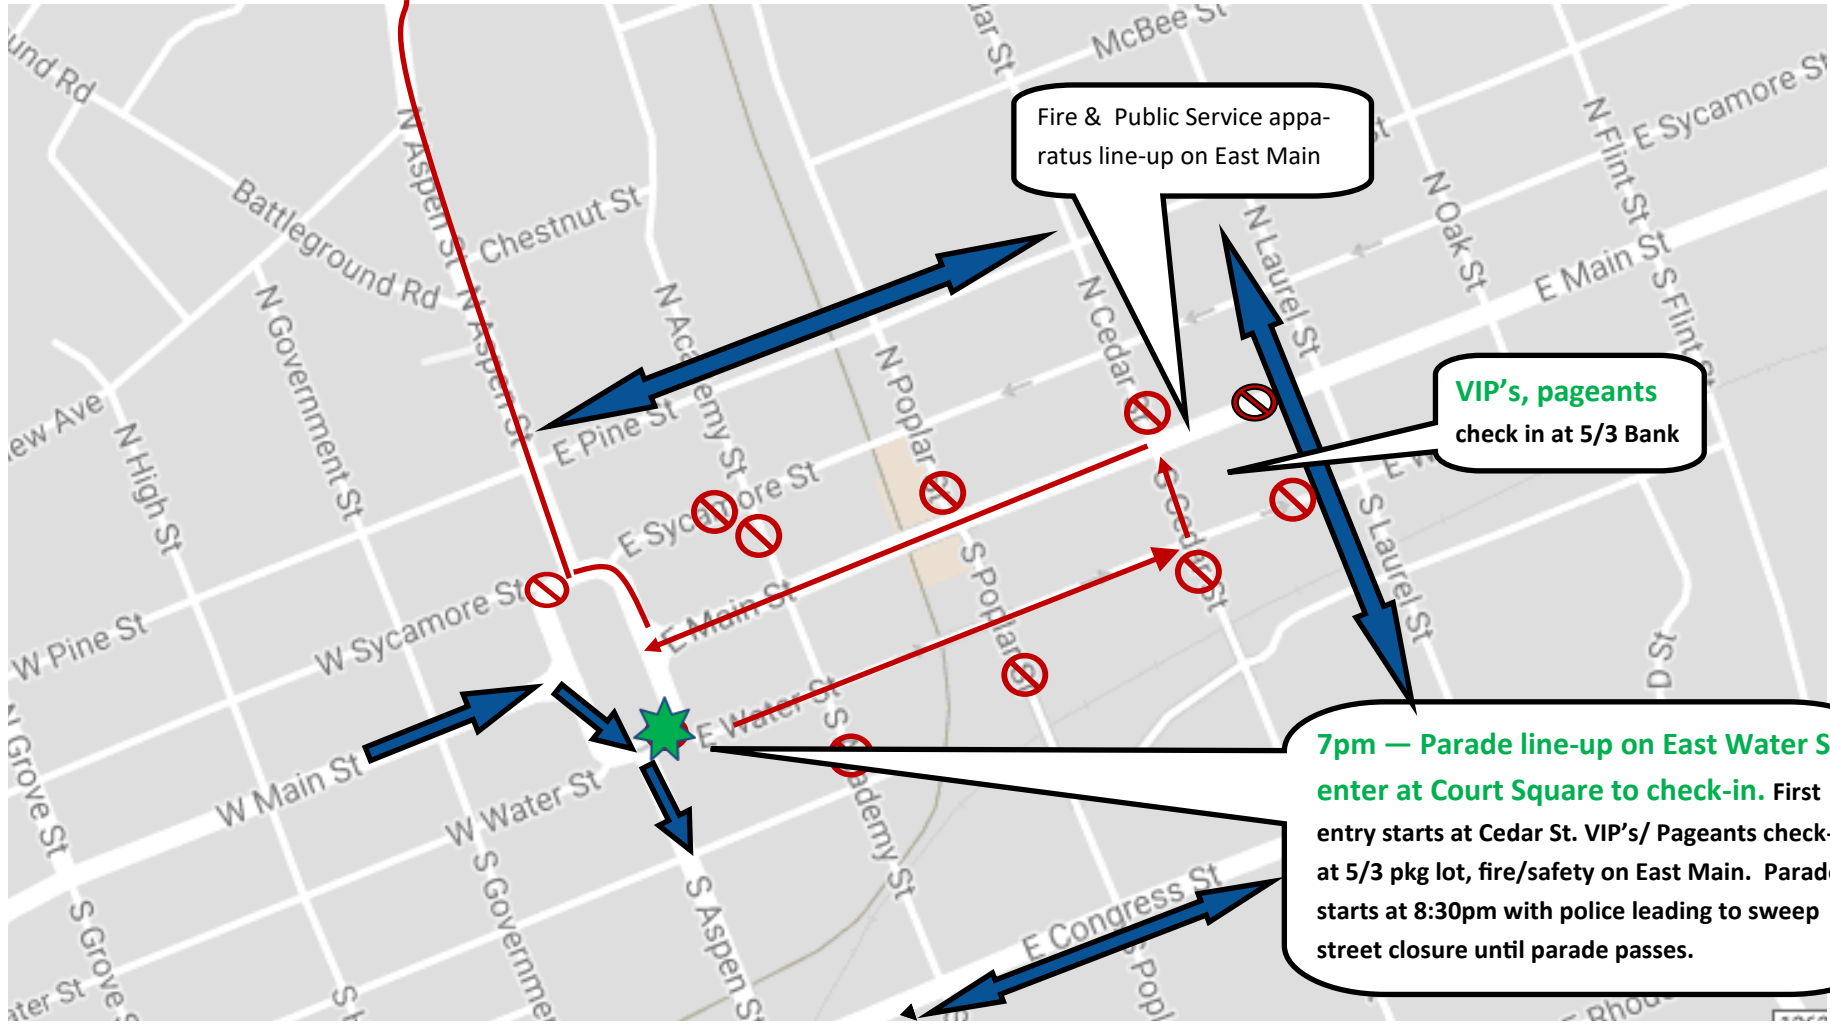 McBee St
E Sycamore St
N Flint St
Fire & Public Service appa-
ratus line-up on East Main
N Aspen St
Chestnut St
Battleground Rd
N Aspen St
N Laurel St
N Oak St
E Main St
S Flint St
N Cedar St
N Government St
N Academy St
N Poplar St
VIP's, pageants
check in at 5/3 Bank
E Pine St
N High St
E Sycamore St
S Cedar St
S Laurel St
W Pine St
W Sycamore St
E Main St
S Poplar St
E Water St
S Academy St
D St
N Grove St
W Main St
W Water St
7pm — Parade line-up on East Water S
enter at Court Square to check-in. First
entry starts at Cedar St. VIP's/ Pageants check-
at 5/3 pkg lot, fire/safety on East Main. Parade
starts at 8:30pm with police leading to sweep
street closure until parade passes.
S Grove St
S Governme
S Aspen St
E Congress St